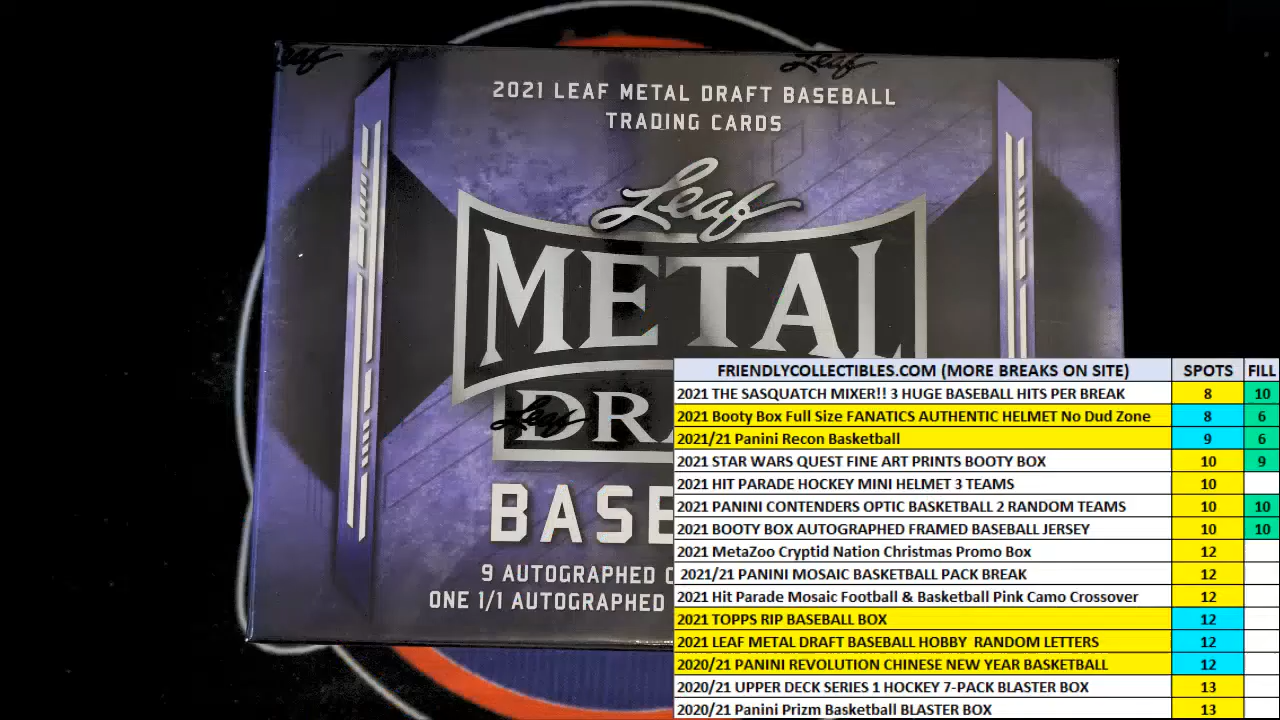 Leaf Leaf
2021 LEAF METAL DRAFT BASEBALL
TRADING CARDS
Leaf
METAL
Leaf
BASE
9 AUTOGRAPHED
ONE 1/1 AUTOGRAPHED
FRIENDLYCOLLECTIBLES.COM (MORE BREAKS ON SITE) SPOTS FILL
2021 THE SASQUATCH MIXER!! 3 HUGE BASEBALL HITS PER BREAK 8 10
2021 Booty Box Full Size FANATICS AUTHENTIC HELMET No Dud Zone 8 6
2021/21 Panini Recon Basketball 9 6
2021 STAR WARS QUEST FINE ART PRINTS BOOTY BOX 10 9
2021 HIT PARADE HOCKEY MINI HELMET 3 TEAMS 10
2021 PANINI CONTENDERS OPTIC BASKETBALL 2 RANDOM TEAMS 10 10
2021 BOOTY BOX AUTOGRAPHED FRAMED BASEBALL JERSEY 10 10
2021 MetaZoo Cryptid Nation Christmas Promo Box 12
2021/21 PANINI MOSAIC BASKETBALL PACK BREAK 12
2021 Hit Parade Mosaic Football & Basketball Pink Camo Crossover 12
2021 TOPPS RIP BASEBALL BOX 12
2021 LEAF METAL DRAFT BASEBALL HOBBY RANDOM LETTERS 12
2020/21 PANINI REVOLUTION CHINESE NEW YEAR BASKETBALL 12
2020/21 UPPER DECK SERIES 1 HOCKEY 7-PACK BLASTER BOX 13
2020/21 Panini Prizm Basketball BLASTER BOX 13